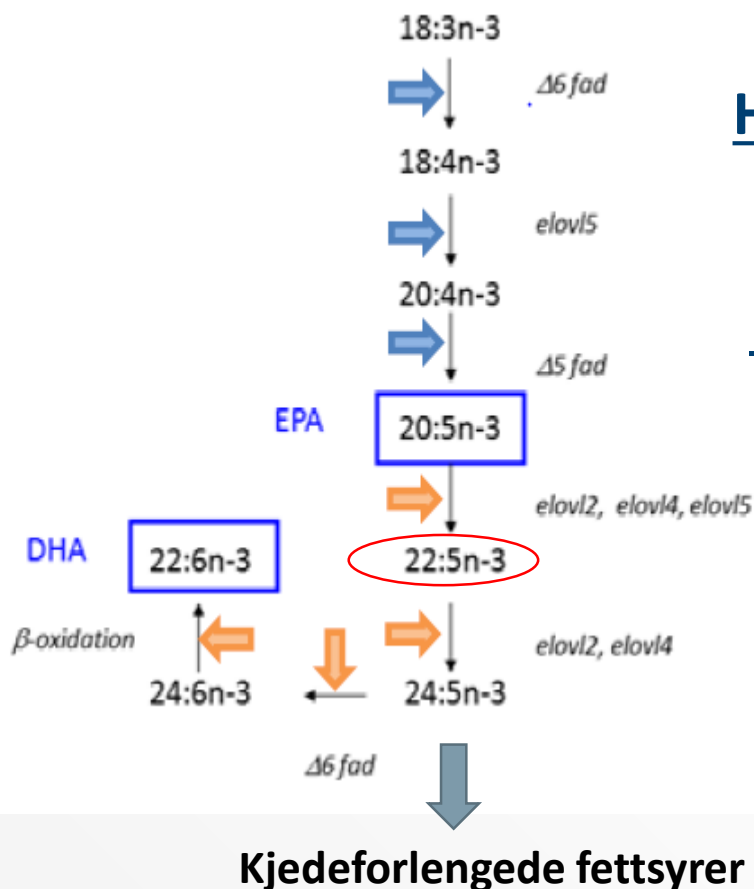 18:3n-3
Δ6 fad
H
18:4n-3
elovl5
20:4n-3
Δ5 fad
EPA
20:5n-3
elovl2, elovl4, elovl5
DHA
22:6n-3
22:5n-3
β-oxidation
elovl2, elovl4
24:6n-3
24:5n-3
Δ6 fad
Kjedeforlengede fettsyrer